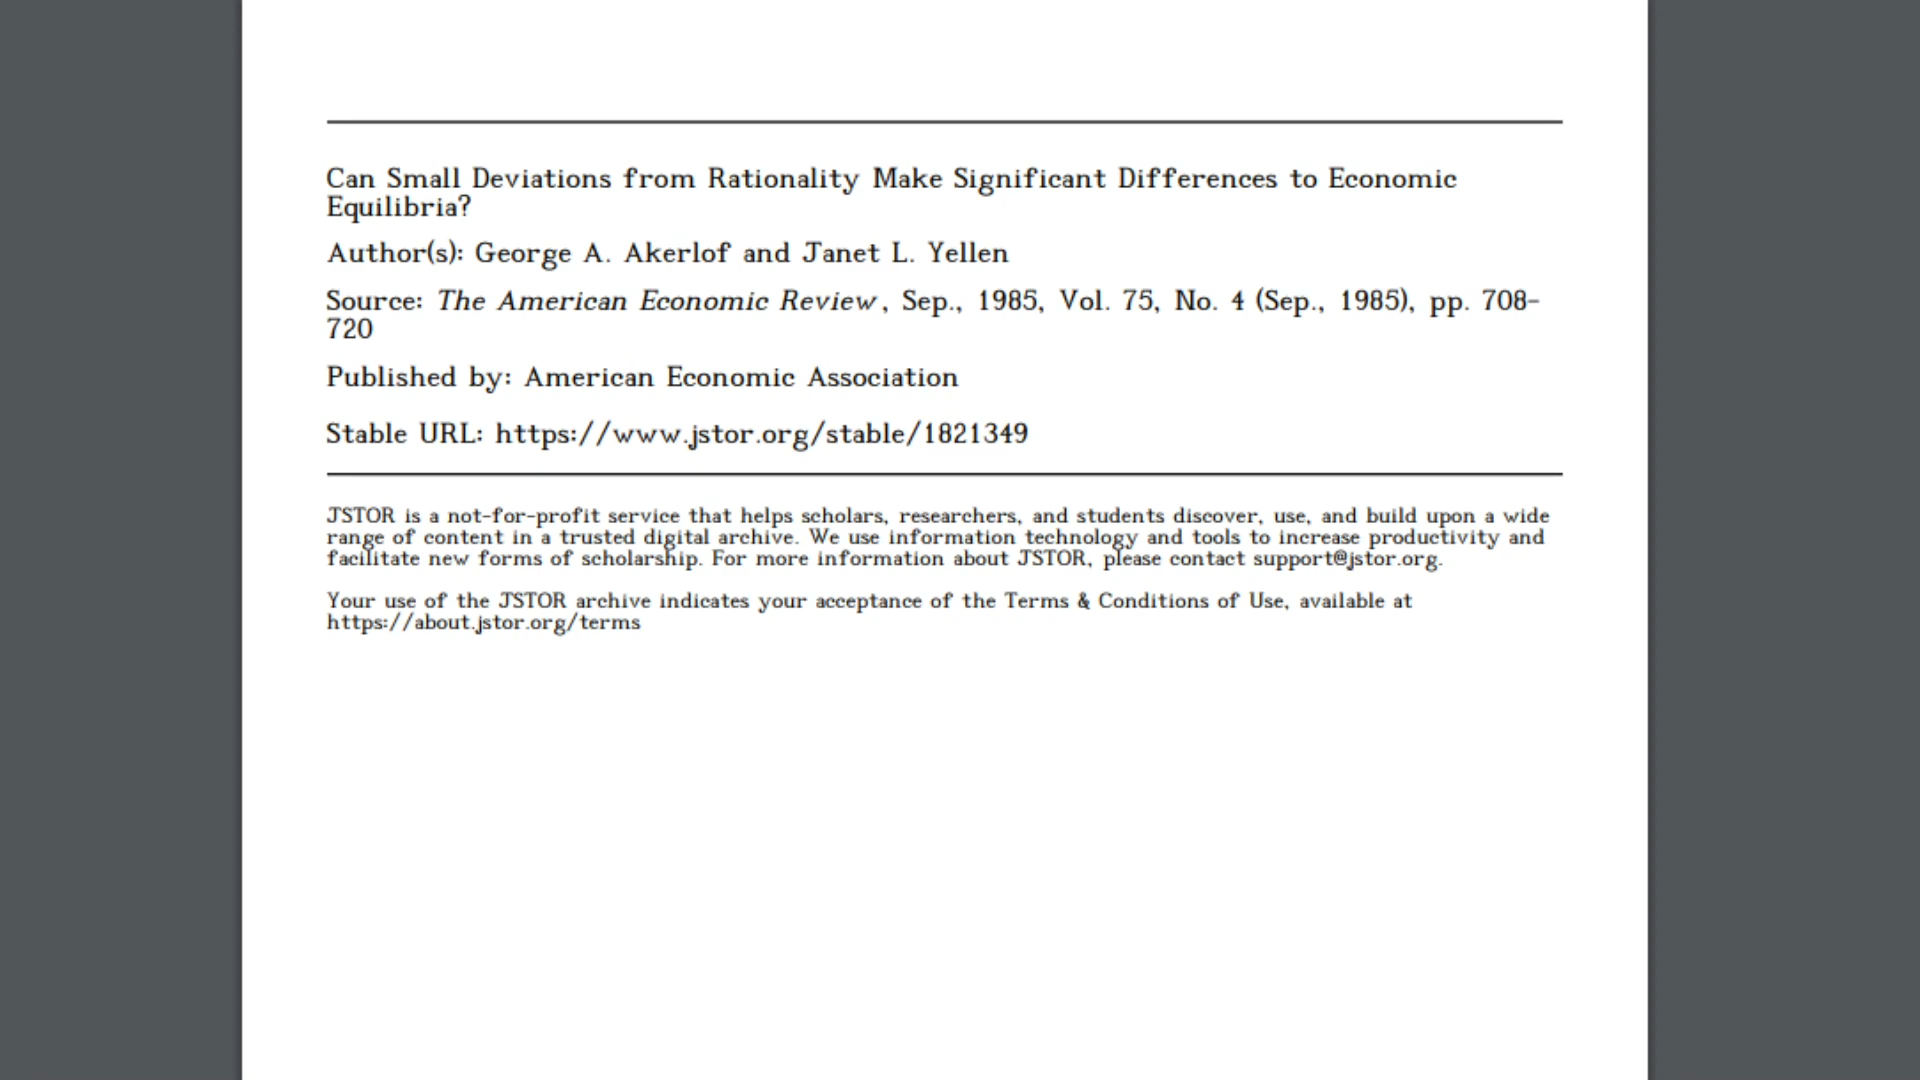 Can Small Deviations from Rationality Make Significant Differences to Economic
Equilibria?
Author(s): George A. Akerlof and Janet L. Yellen
Source: The American Economic Review, Sep., 1985, Vol. 75, No. 4 (Sep., 1985), pp. 708-
720
Published by: American Economic Association
Stable URL: https://www.jstor.org/stable/1821349
JSTOR is a not-for-profit service that helps scholars, researchers, and students discover, use, and build upon a wide
range of content in a trusted digital archive. We use information technology and tools to increase productivity and
facilitate new forms of scholarship. For more information about JSTOR, please contact support@jstor.org.
Your use of the JSTOR archive indicates your acceptance of the Terms & Conditions of Use, available at
https://about.jstor.org/terms